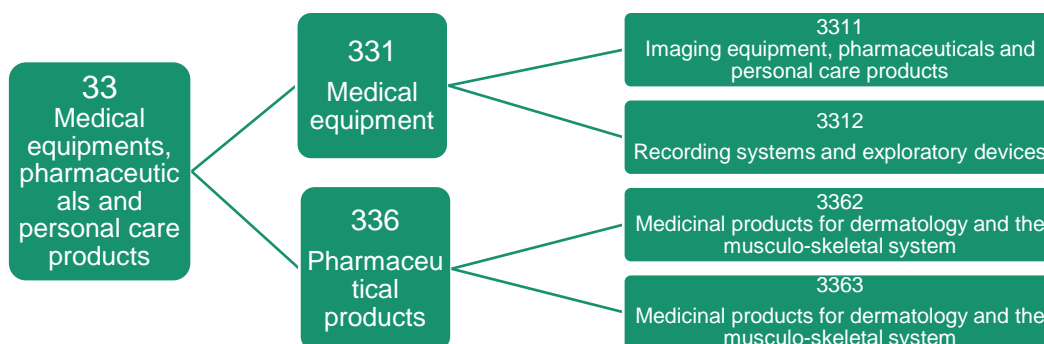 33
Medical
equipments,
pharmaceutic
als and
personal care
products
331
Medical
equipment
336
Pharmaceu
tical
products
3311
Imaging equipment, pharmaceuticals and
personal care products
3312
Recording systems and exploratory devices
3362
Medicinal products for dermatology and the
musculo-skeletal system
3363
Medicinal products for dermatology and the
musculo-skeletal system